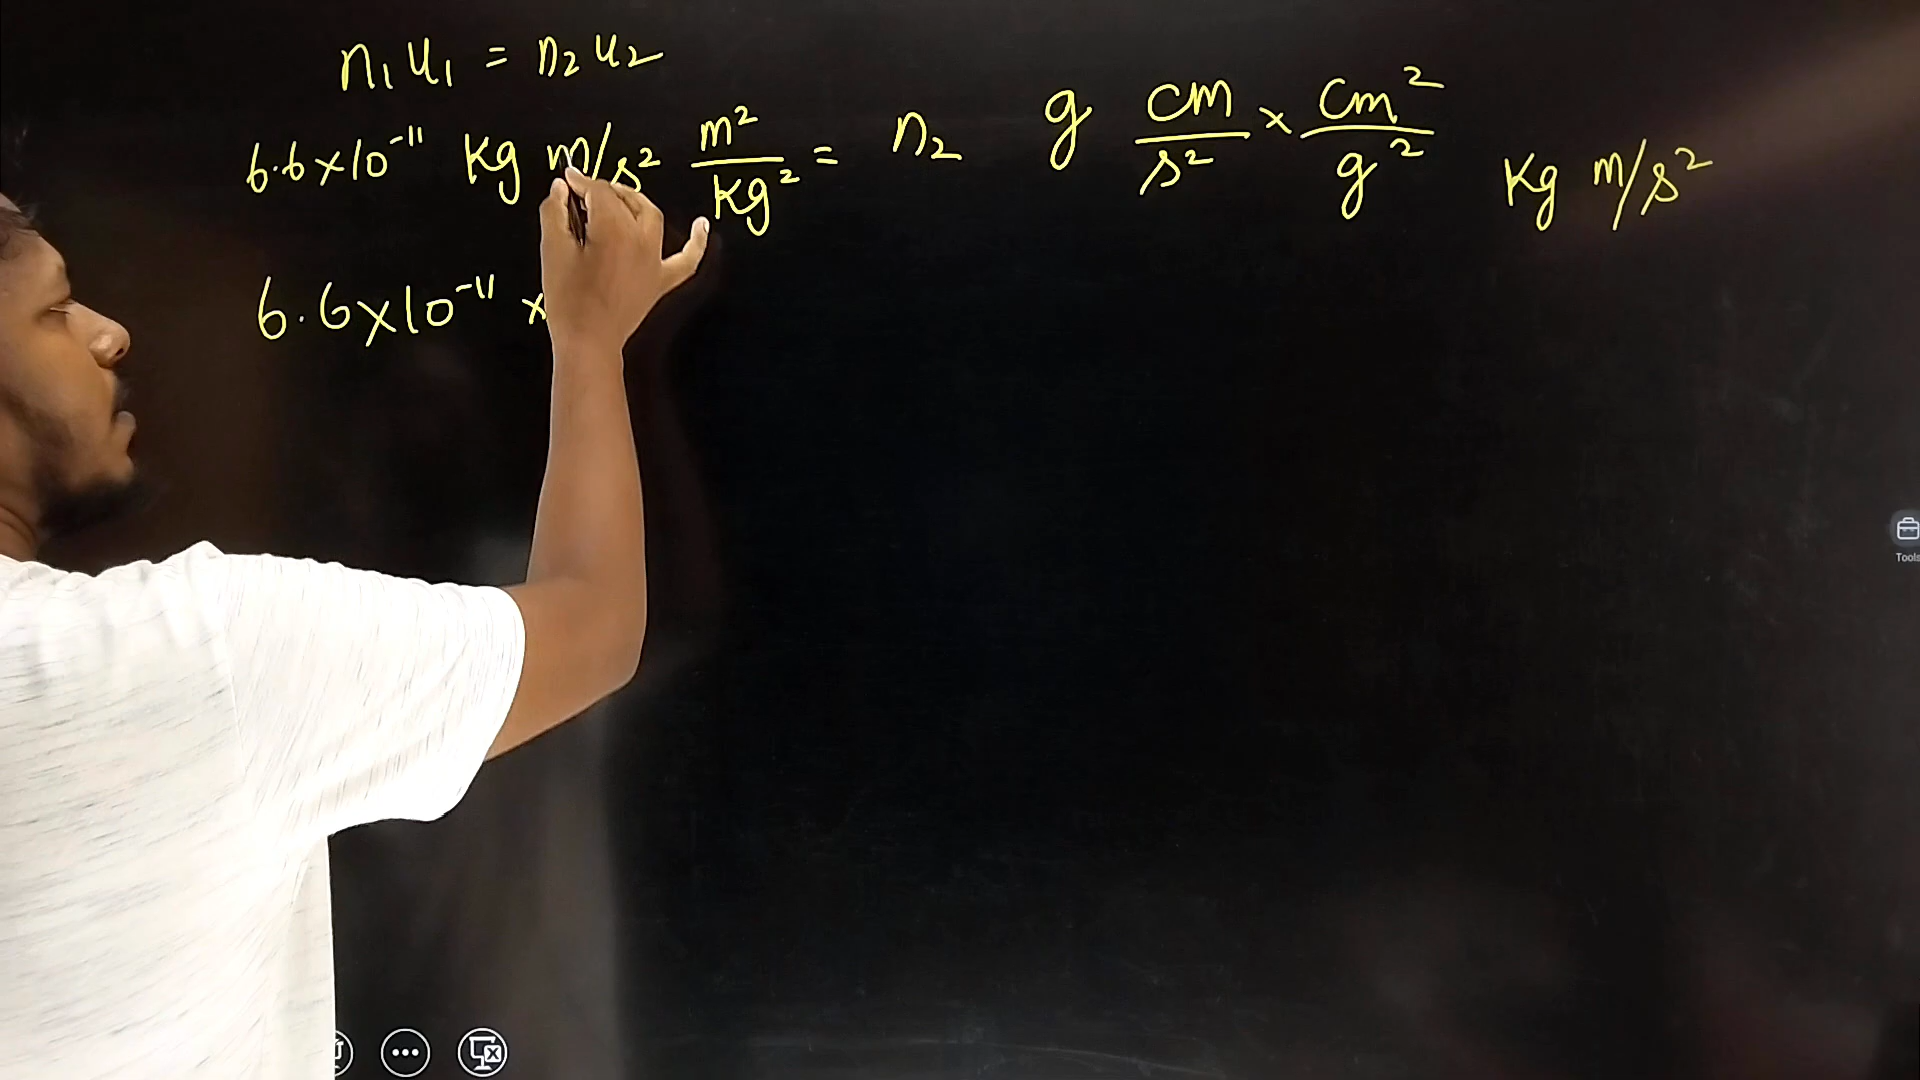 n₁u₁ = n₂u₂
6.6×10⁻¹¹ kg m/s² m²/kg² = n₂ g cm/s² × cm²/g² kg m/s²
6.6×10⁻¹¹ ×
Tools